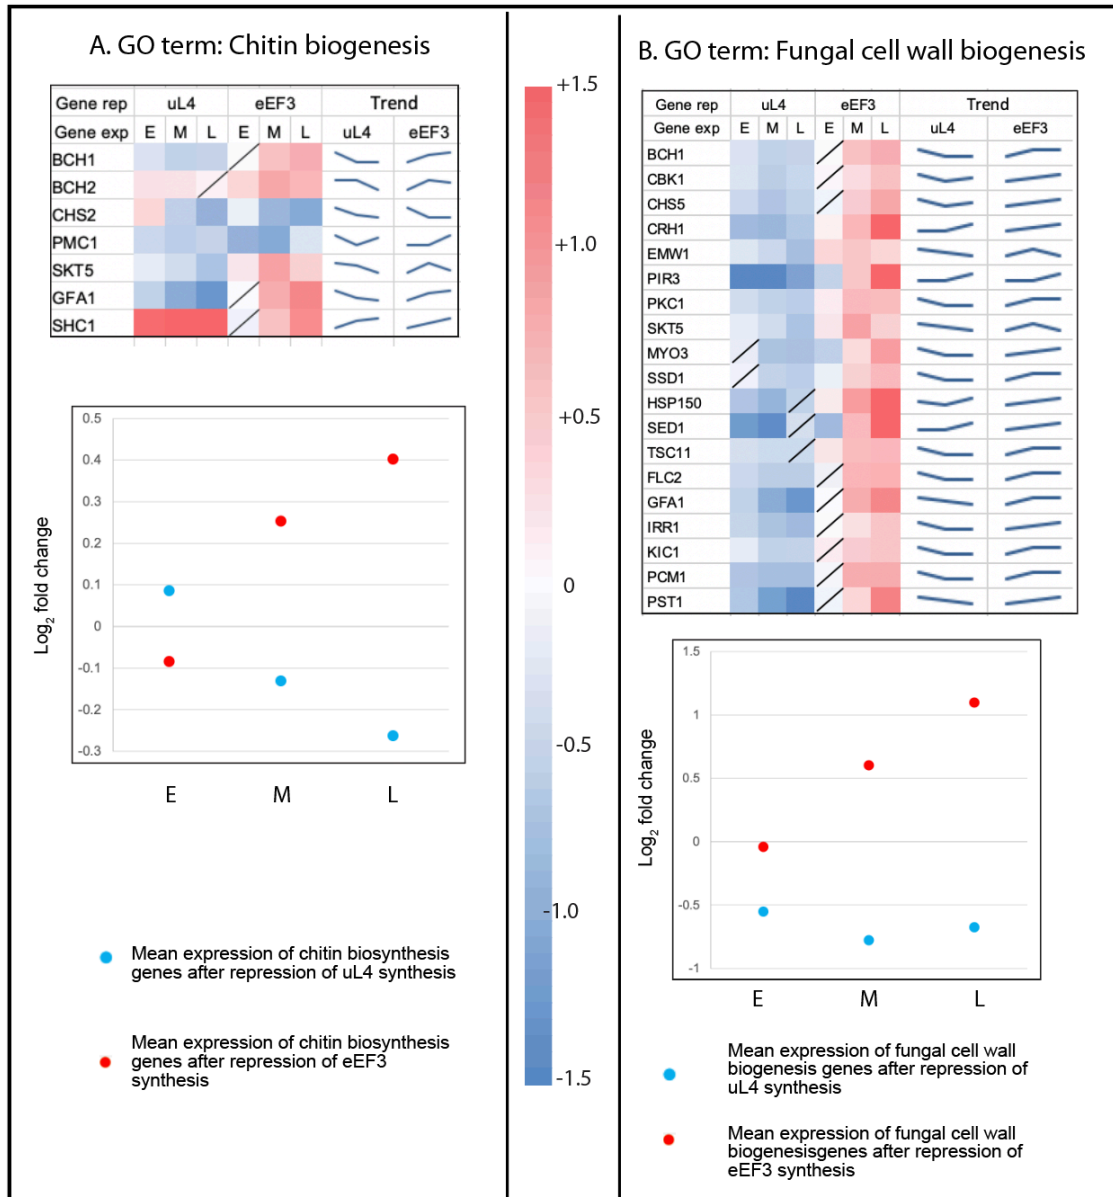 A. GO term: Chitin biogenesis
Gene rep uL4 eEF3 Trend
Gene exp E M L E M L uL4 eEF3
BCH1
BCH2
CHS2
PMC1
SKT5
GFA1
SHC1
0.5
0.4
0.3
0.2
0.1
0
-0.1
-0.2
-0.3
Log2 fold change
E M L
Mean expression of chitin biosynthesis
genes after repression of uL4 synthesis
Mean expression of chitin biosynthesis
genes after repression of eEF3
synthesis
+1.5
+1.0
+0.5
0
-0.5
-1.0
-1.5
B. GO term: Fungal cell wall biogenesis
Gene rep uL4 eEF3 Trend
Gene exp E M L E M L uL4 eEF3
BCH1
CBK1
CHS5
CRH1
EMW1
PIR3
PKC1
SKT5
MYO3
SSD1
HSP150
SED1
TSC11
FLC2
GFA1
IRR1
KIC1
PCM1
PST1
1.5
1
0.5
0
-0.5
-1
Log2 fold change
E M L
Mean expression of fungal cell wall
biogenesis genes after repression of
uL4 synthesis
Mean expression of fungal cell wall
biogenesisgenes after repression of
eEF3 synthesis